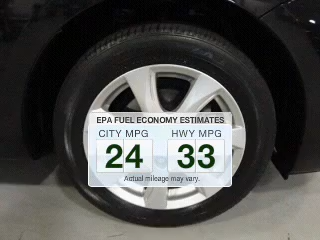 EPA FUEL ECONOMY ESTIMATES
CITY MPG HWY MPG
24 33
Actual mileage may vary.